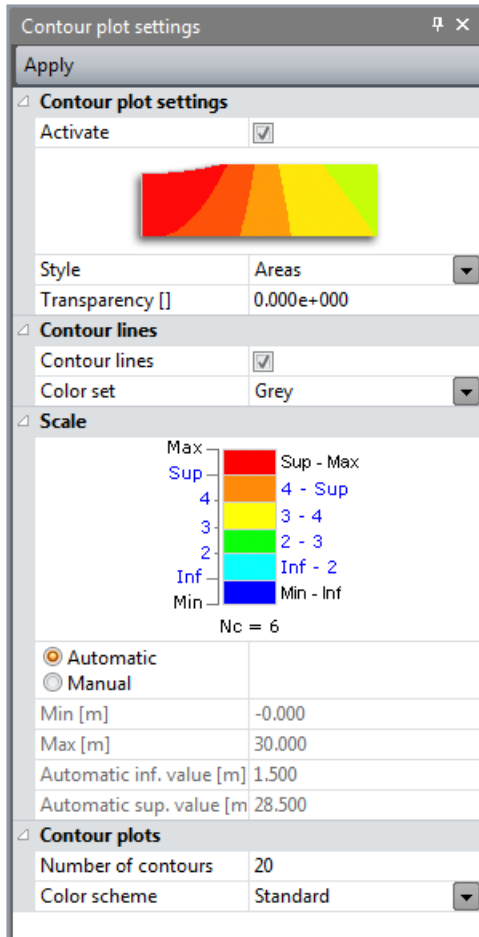 Contour plot settings
Apply
Contour plot settings
Activate
Style Areas
Transparency [] 0.000e+000
Contour lines
Contour lines
Color set Grey
Scale
Max
Sup
4
3
2
Inf
Min
Sup - Max
4 - Sup
3 - 4
2 - 3
Inf - 2
Min - Inf
Nc = 6
Automatic
Manual
Min [m] -0.000
Max [m] 30.000
Automatic inf. value [m] 1.500
Automatic sup. value [m 28.500
Contour plots
Number of contours 20
Color scheme Standard